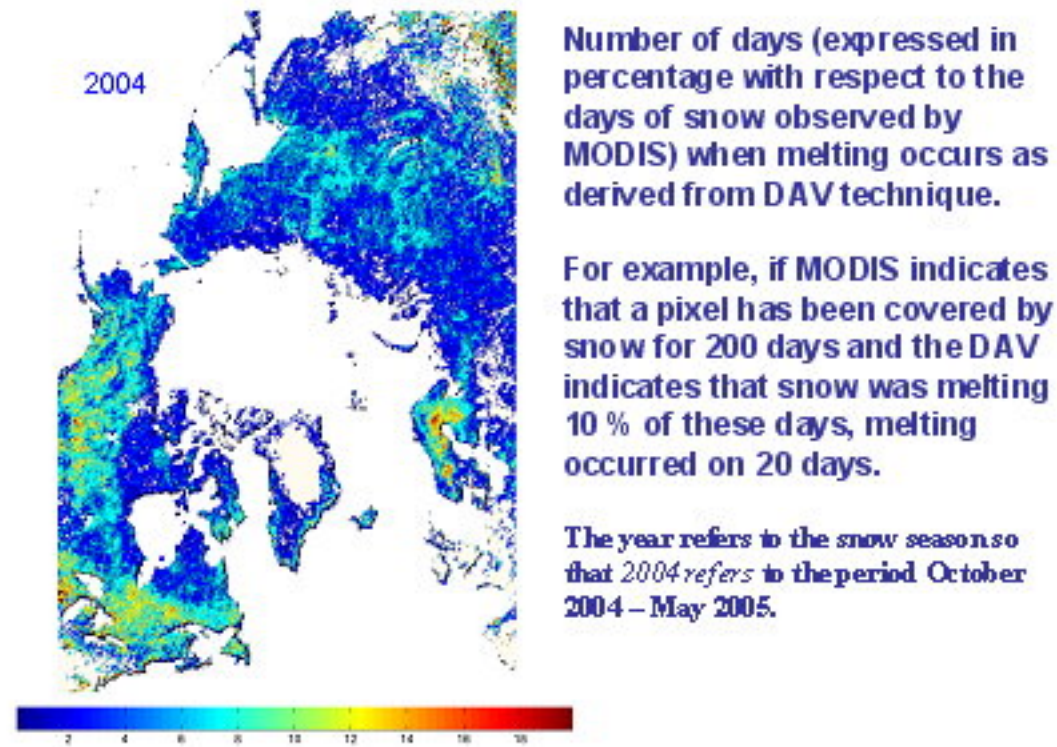 2004
Number of days (expressed in
percentage with respect to the
days of snow observed by
MODIS) when melting occurs as
derived from DAV technique.
For example, if MODIS indicates
that a pixel has been covered by
snow for 200 days and the DAV
indicates that snow was melting
10 % of these days, melting
occurred on 20 days.
The year refers to the snow season so
that 2004 refers to the period October
2004 – May 2005.
2 4 6 8 10 12 14 16 18